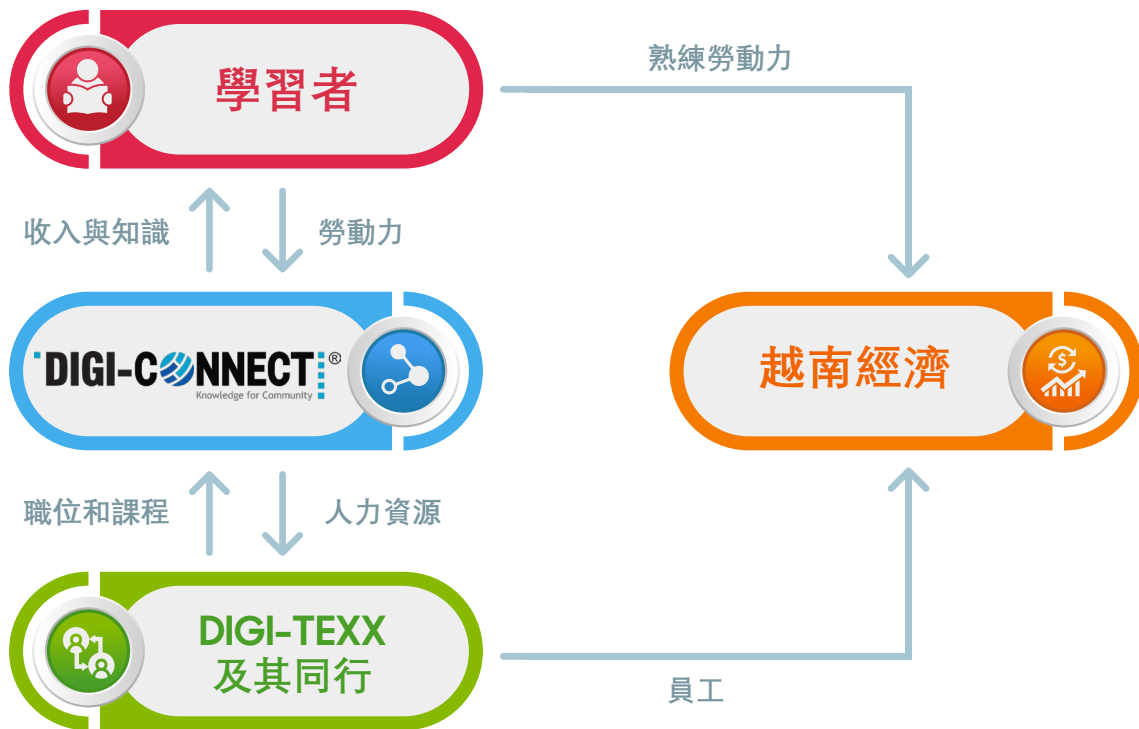 學習者
熟練勞動力
收入與知識
勞動力
DIGI-CONNECT®
Knowledge for Community
越南經濟
職位和課程
人力資源
DIGI-TEXX
及其同行
員工